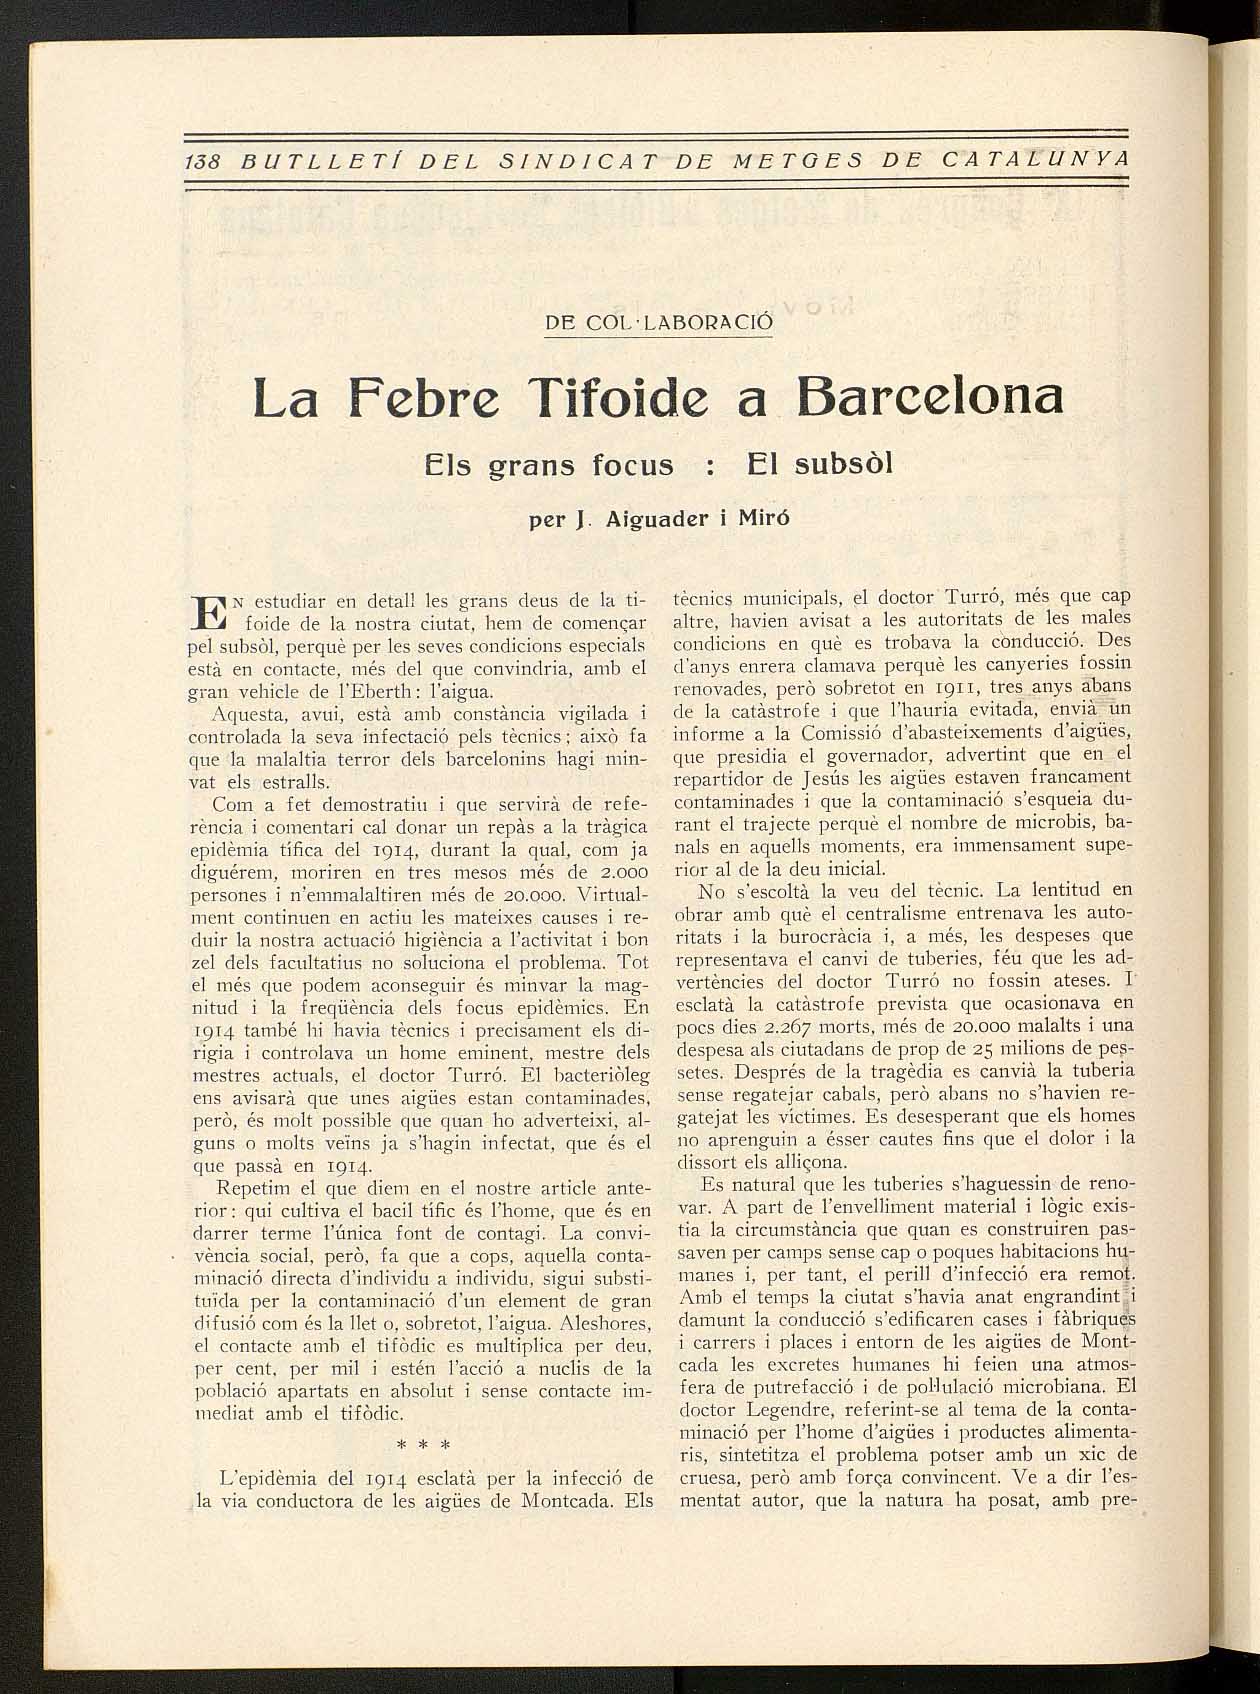 138 BUTLLETÍ DEL SINDICAT DE METGES DE CATALUNYA
DE COL·LABORACIÓ
La Febre Tifoide a Barcelona
Els grans focus : El subsòl
per J. Aiguader i Miró
EN estudiar en detall les grans deus de la ti-
foide de la nostra ciutat, hem de començar
pel subsòl, perquè per les seves condicions especials
està en contacte, més del que convindria, amb el
gran vehicle de l'Eberth: l'aigua.
Aquesta, avui, està amb constància vigilada i
controlada la seva infectació pels tècnics; això fa
que la malaltia terror dels barcelonins hagi min-
vat els estralls.
Com a fet demostratiu i que servirà de refe-
rència i comentari cal donar un repàs a la tràgica
epidèmia tífica del 1914, durant la qual, com ja
diguérem, moriren en tres mesos més de 2.000
persones i n'emmalaltiren més de 20.000. Virtual-
ment continuen en actiu les mateixes causes i re-
duir la nostra actuació higiència a l'activitat i bon
zel dels facultatius no soluciona el problema. Tot
el més que podem aconseguir és minvar la mag-
nitud i la freqüència dels focus epidèmics. En
1914 també hi havia tècnics i precisament els di-
rigia i controlava un home eminent, mestre dels
mestres actuals, el doctor Turró. El bacteriòleg
ens avisarà que unes aigües estan contaminades,
però, és molt possible que quan ho adverteixi, al-
guns o molts veïns ja s'hagin infectat, que és el
que passà en 1914.
Repetim el que diem en el nostre article ante-
rior: qui cultiva el bacil tífic és l'home, que és en
darrer terme l'única font de contagi. La convi-
vència social, però, fa que a cops, aquella conta-
minació directa d'individu a individu, sigui substi-
tuïda per la contaminació d'un element de gran
difusió com és la llet o, sobretot, l'aigua. Aleshores,
el contacte amb el tifòdic es multiplica per deu,
per cent, per mil i estén l'acció a nuclis de la
població apartats en absolut i sense contacte im-
mediat amb el tifòdic.
* * *
L'epidèmia del 1914 esclatà per la infecció de
la via conductora de les aigües de Montcada. Els
tècnics municipals, el doctor Turró, més que cap
altre, havien avisat a les autoritats de les males
condicions en què es trobava la conducció. Des
d'anys enrera clamava perquè les canyeries fossin
renovades, però sobretot en 1911, tres anys abans
de la catàstrofe i que l'hauria evitada, envià un
informe a la Comissió d'abasteixements d'aigües,
que presidia el governador, advertint que en el
repartidor de Jesús les aigües estaven francament
contaminades i que la contaminació s'esqueia du-
rant el trajecte perquè el nombre de microbis, ba-
nals en aquells moments, era immensament supe-
rior al de la deu inicial.
No s'escoltà la veu del tècnic. La lentitud en
obrar amb què el centralisme entrenava les auto-
ritats i la burocràcia i, a més, les despeses que
representava el canvi de tuberies, féu que les ad-
vertències del doctor Turró no fossin ateses. I
esclatà la catàstrofe prevista que ocasionava en
pocs dies 2.267 morts, més de 20.000 malalts i una
despesa als ciutadans de prop de 25 milions de pes-
setes. Després de la tragèdia es canvià la tuberia
sense regatejar cabals, però abans no s'havien re-
gatejat les víctimes. Es desesperant que els homes
no aprenguin a ésser cautes fins que el dolor i la
dissort els alliçona.
Es natural que les tuberies s'haguessin de reno-
var. A part de l'envelliment material i lògic exis-
tia la circumstància que quan es construiren pas-
saven per camps sense cap o poques habitacions hu-
manes i, per tant, el perill d'infecció era remot.
Amb el temps la ciutat s'havia anat engrandint i
damunt la conducció s'edificaren cases i fàbriques
i carrers i places i entorn de les aigües de Mont-
cada les excretes humanes hi feien una atmos-
fera de putrefacció i de pol·lulació microbiana. El
doctor Legendre, referint-se al tema de la conta-
minació per l'home d'aigües i productes alimenta-
ris, sintetitza el problema potser amb un xic de
cruesa, però amb força convincent. Ve a dir l'es-
mentat autor, que la natura ha posat, amb pre-